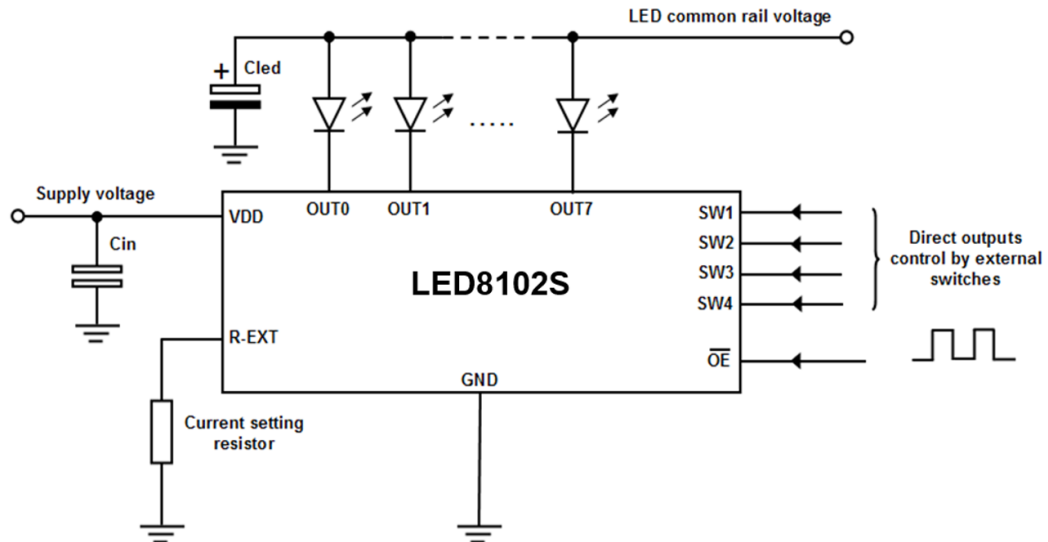 LED common rail voltage
+
Cled
.....
Supply voltage
VDD
OUT0
OUT1
OUT7
SW1
SW2
SW3
SW4
Direct outputs
control by external
switches
Cin
LED8102S
R-EXT
OE
GND
Current setting
resistor